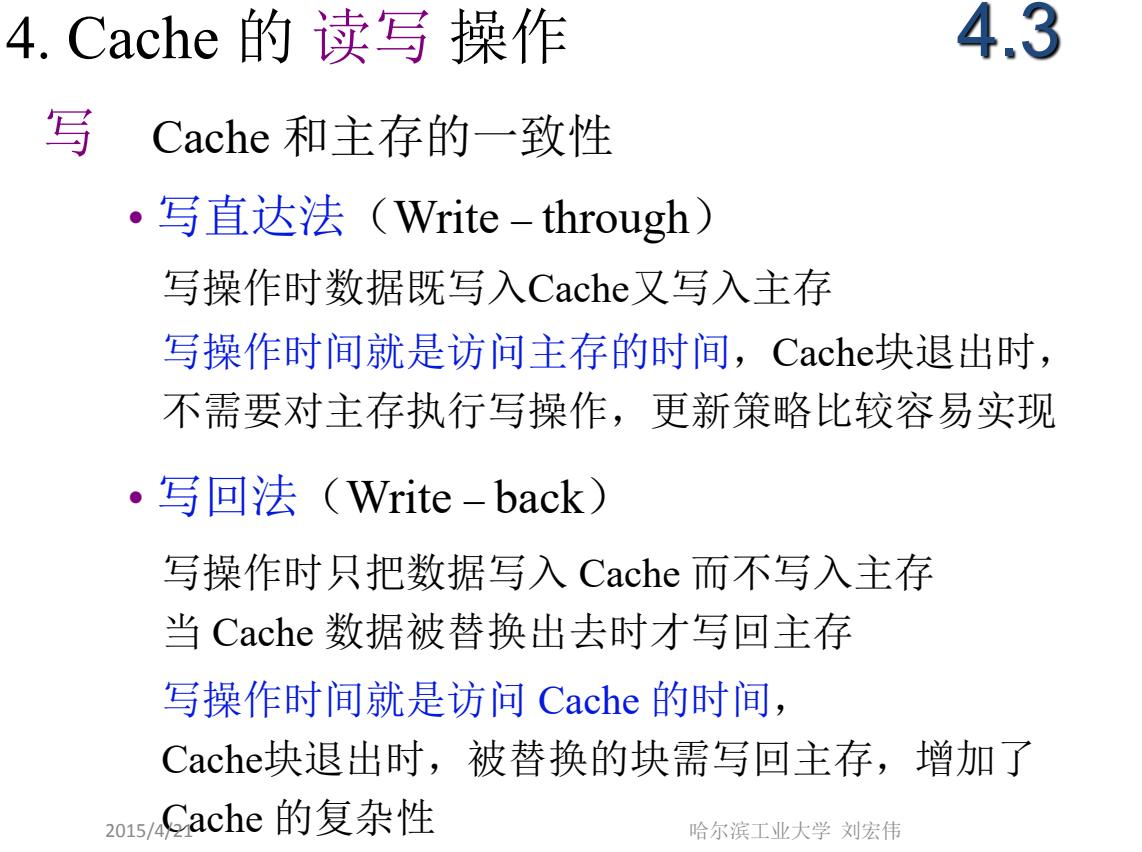 4. Cache 的 读写 操作
4.3
写 Cache 和主存的一致性
• 写直达法（Write – through）
写操作时数据既写入Cache又写入主存
写操作时间就是访问主存的时间，Cache块退出时，
不需要对主存执行写操作，更新策略比较容易实现
• 写回法（Write – back）
写操作时只把数据写入 Cache 而不写入主存
当 Cache 数据被替换出去时才写回主存
写操作时间就是访问 Cache 的时间，
Cache块退出时，被替换的块需写回主存，增加了
Cache 的复杂性
2015/4/21
哈尔滨工业大学 刘宏伟